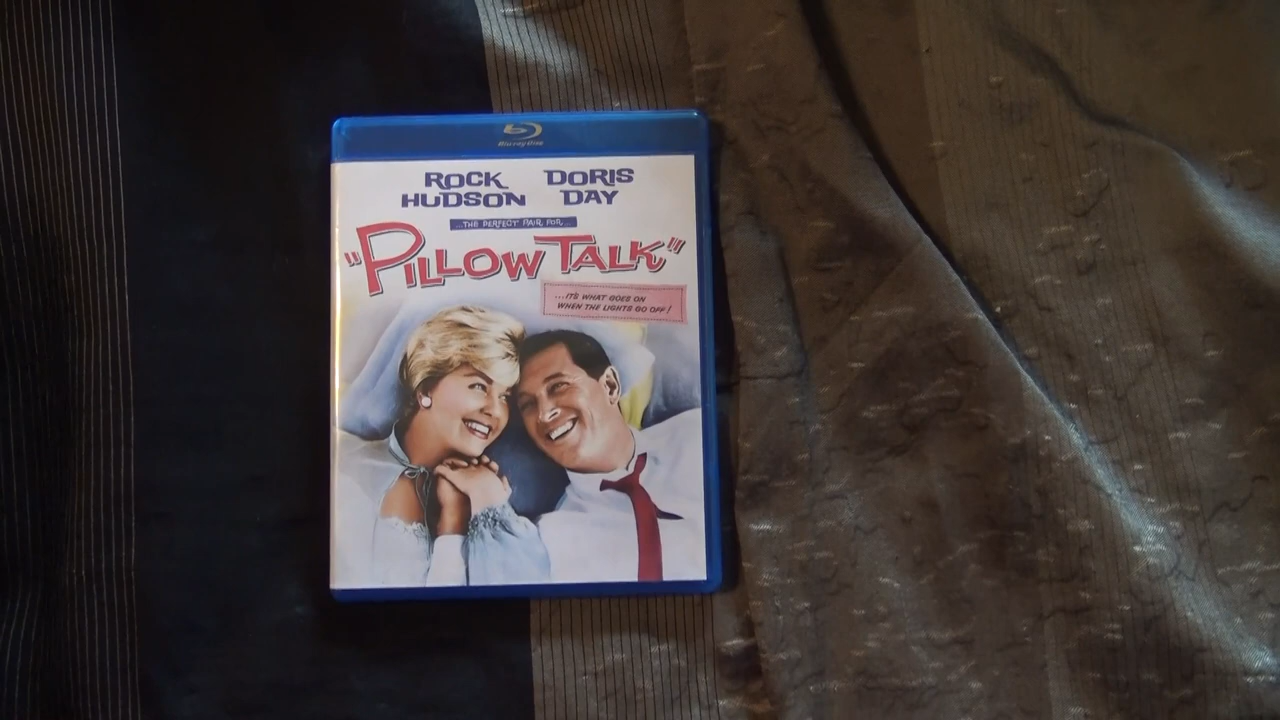 Blu-ray Disc
ROCK DORIS
HUDSON DAY
...THE PERFECT PAIR FOR...
"PILLOW TALK"
...IT'S WHAT GOES ON
WHEN THE LIGHTS GO OFF!